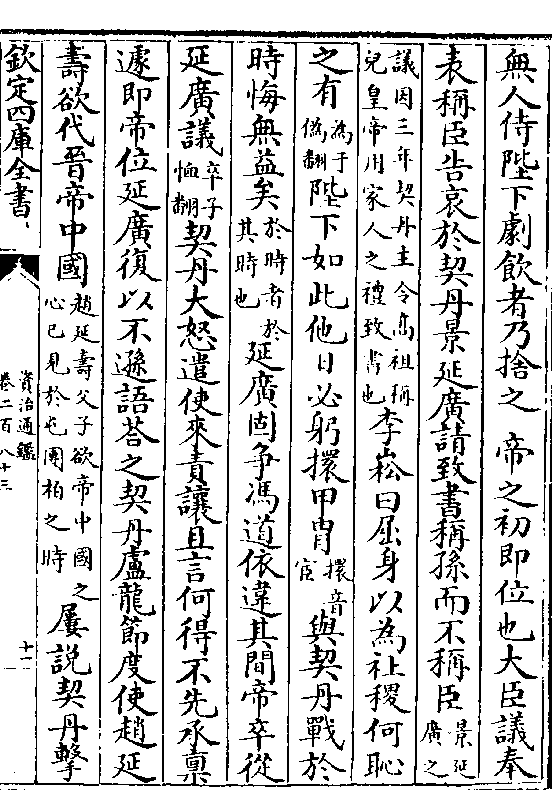 無人侍陛下劇飲者乃捨之　帝之初即位也大臣議奉
表稱臣告哀於契丹景延廣請致書稱孫而不稱臣景延廣之
議因三年契丹主令高祖稱兒皇帝用家人之禮致書也李崧曰屈身以為社稷何恥
之有為于偽翻陛下如此他日必躬擐甲冑擐音宦與契丹戰於
時悔無益矣於時者於其時也延廣固爭馮道依違其間帝卒從
延廣議卒子恤翻契丹大怒遣使來責讓且言何得不先承稟
遽即帝位延廣復以不遜語荅之契丹盧龍節度使趙延
壽欲代晉帝中國趙延壽父子欲帝中國之心已見於屯團柏之時屢説契丹擊
欽定四庫全書
資治通鑑
卷二百八十三
十二